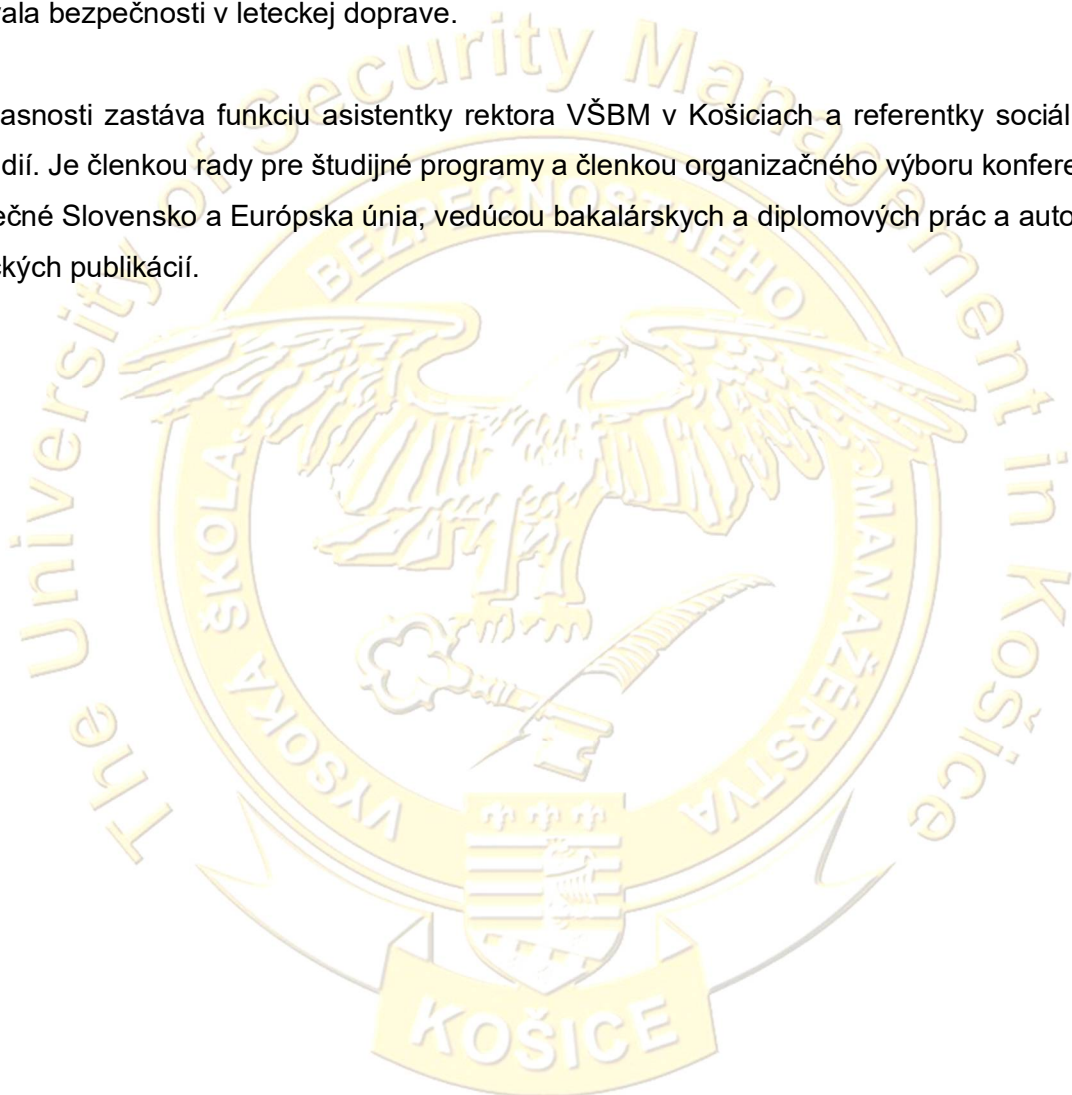 vala bezpečnosti v leteckej doprave.
asnosti zastáva funkciu asistentky rektora VŠBM v Košiciach a referentky sociál
dií. Je členkou rady pre študijné programy a členkou organizačného výboru konfere
ečné Slovensko a Európska únia, vedúcou bakalárskych a diplomových prác a auto
ckých publikácií.
The University of Security Management in Košice
VYSOKÁ ŠKOLA BEZPEČNOSTNÉHO MANAŽÉRSTVA
KOŠICE